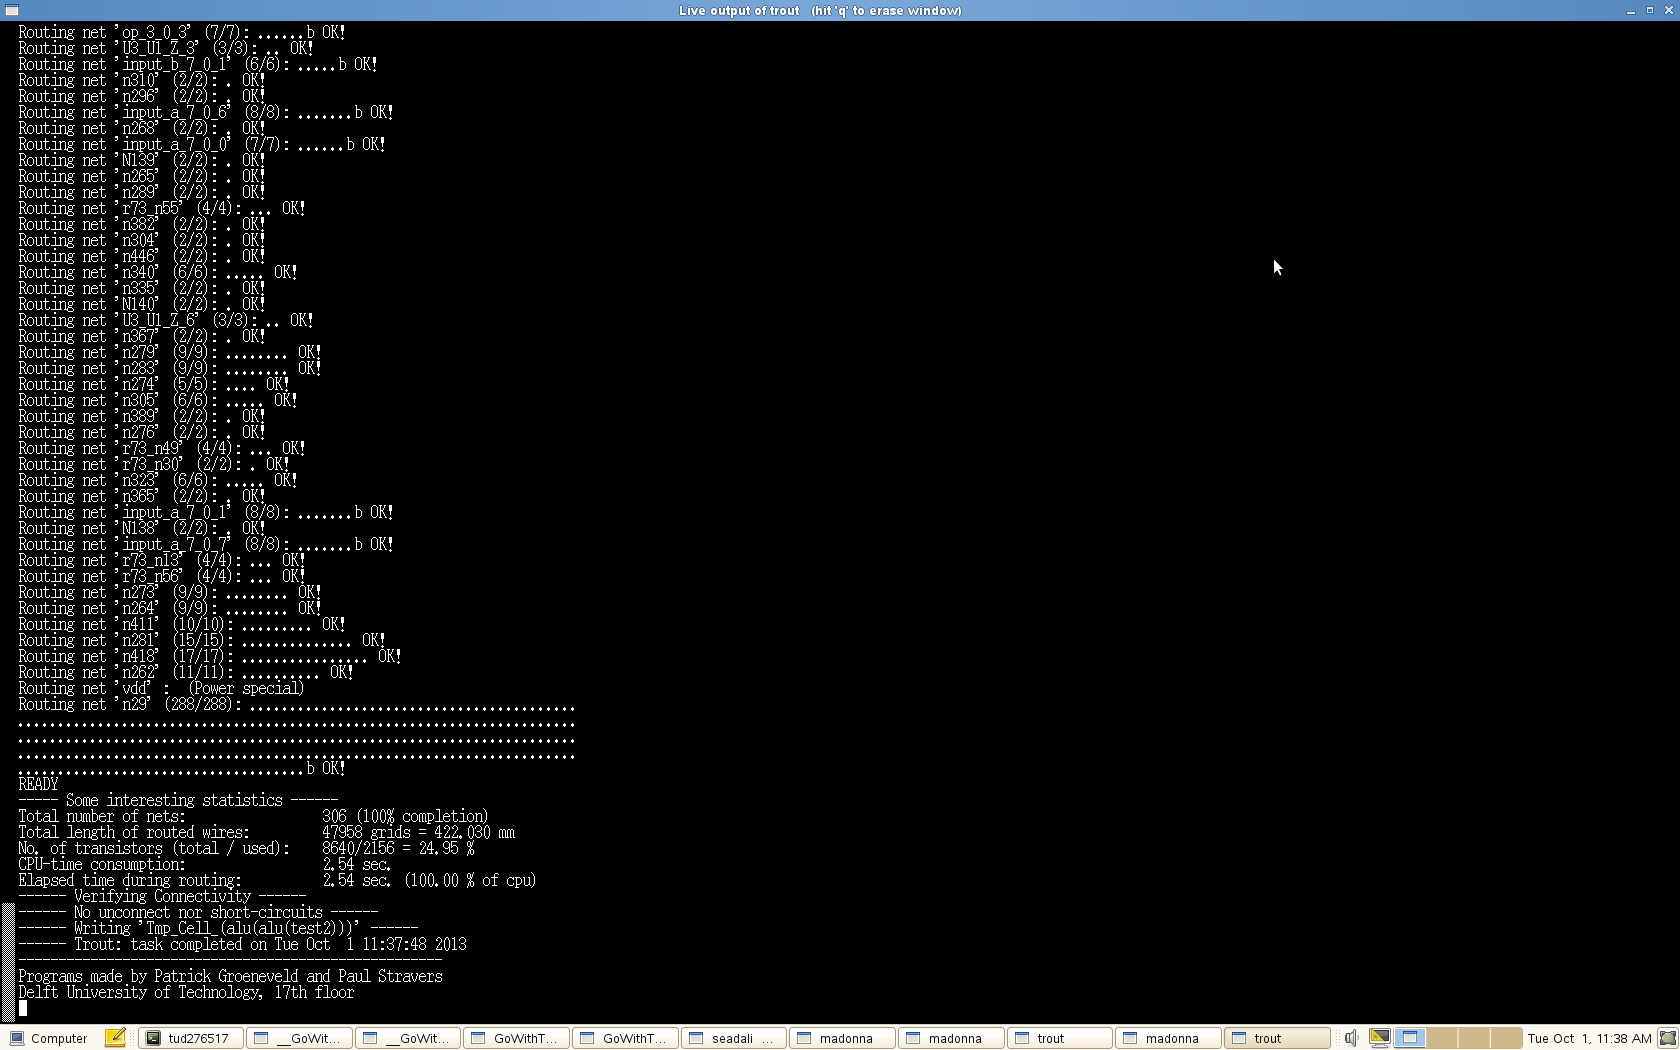 Live output of trout   (hit 'q' to erase window)
Routing net 'op_3_0_3' (7/7): ......b OK!
Routing net 'U3_U1_Z_3' (3/3): .. OK!
Routing net 'input_b_7_0_1' (6/6): .....b OK!
Routing net 'n310' (2/2): . OK!
Routing net 'n296' (2/2): . OK!
Routing net 'input_a_7_0_6' (8/8): .......b OK!
Routing net 'n268' (2/2): . OK!
Routing net 'input_a_7_0_0' (7/7): ......b OK!
Routing net 'N139' (2/2): . OK!
Routing net 'n265' (2/2): . OK!
Routing net 'n289' (2/2): . OK!
Routing net 'r73_n55' (4/4): ... OK!
Routing net 'n382' (2/2): . OK!
Routing net 'n304' (2/2): . OK!
Routing net 'n446' (2/2): . OK!
Routing net 'n340' (6/6): ..... OK!
Routing net 'n335' (2/2): . OK!
Routing net 'N140' (2/2): . OK!
Routing net 'U3_U1_Z_6' (3/3): .. OK!
Routing net 'n367' (2/2): . OK!
Routing net 'n279' (9/9): ........ OK!
Routing net 'n283' (9/9): ........ OK!
Routing net 'n274' (5/5): .... OK!
Routing net 'n305' (6/6): ..... OK!
Routing net 'n389' (2/2): . OK!
Routing net 'n276' (2/2): . OK!
Routing net 'r73_n49' (4/4): ... OK!
Routing net 'r73_n30' (2/2): . OK!
Routing net 'n323' (6/6): ..... OK!
Routing net 'n365' (2/2): . OK!
Routing net 'input_a_7_0_1' (8/8): .......b OK!
Routing net 'N138' (2/2): . OK!
Routing net 'input_a_7_0_7' (8/8): .......b OK!
Routing net 'r73_n13' (4/4): ... OK!
Routing net 'r73_n56' (4/4): ... OK!
Routing net 'n273' (9/9): ........ OK!
Routing net 'n264' (9/9): ........ OK!
Routing net 'n411' (10/10): ......... OK!
Routing net 'n281' (15/15): .............. OK!
Routing net 'n418' (17/17): ................ OK!
Routing net 'n262' (11/11): .......... OK!
Routing net 'vdd' :  (Power special)
Routing net 'n29' (288/288): .........................................
......................................................................
......................................................................
......................................................................
....................................b OK!
READY
----- Some interesting statistics ------
Total number of nets:                 306 (100% completion)
Total length of routed wires:         47958 grids = 422.030 mm
No. of transistors (total / used):    8640/2156 = 24.95 %
CPU-time consumption:                 2.54 sec.
Elapsed time during routing:          2.54 sec. (100.00 % of cpu)
------ Verifying Connectivity ------
------ No unconnect nor short-circuits ------
------ Writing 'Tmp_Cell_(alu(alu(test2)))' ------
------ Trout: task completed on Tue Oct  1 11:37:48 2013
-----------------------------------------------------
Programs made by Patrick Groeneveld and Paul Stravers
Delft University of Technology, 17th floor
Computer tud276517 __GoWit... __GoWit... GoWithT... GoWithT... seadali ... madonna madonna trout madonna trout Tue Oct 1, 11:38 AM